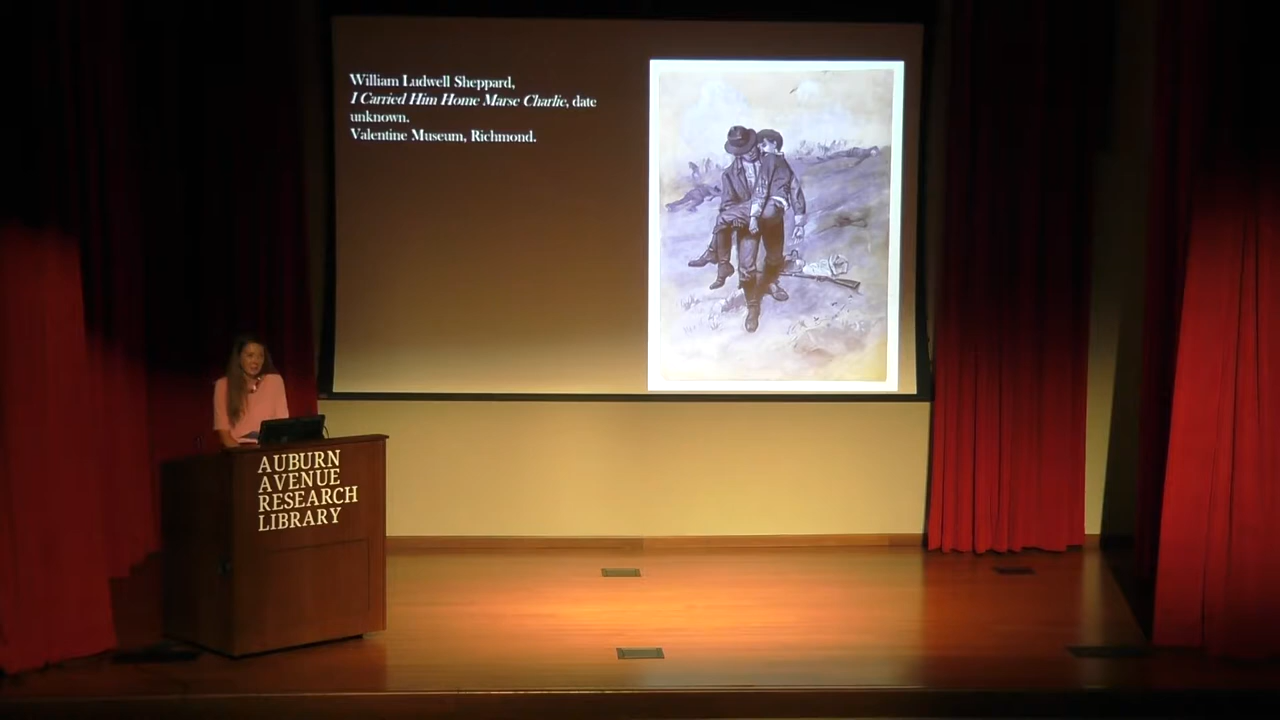 William Ludwell Sheppard,
I Carried Him Home Marse Charlie, date
unknown.
Valentine Museum, Richmond.
AUBURN
AVENUE
RESEARCH
LIBRARY